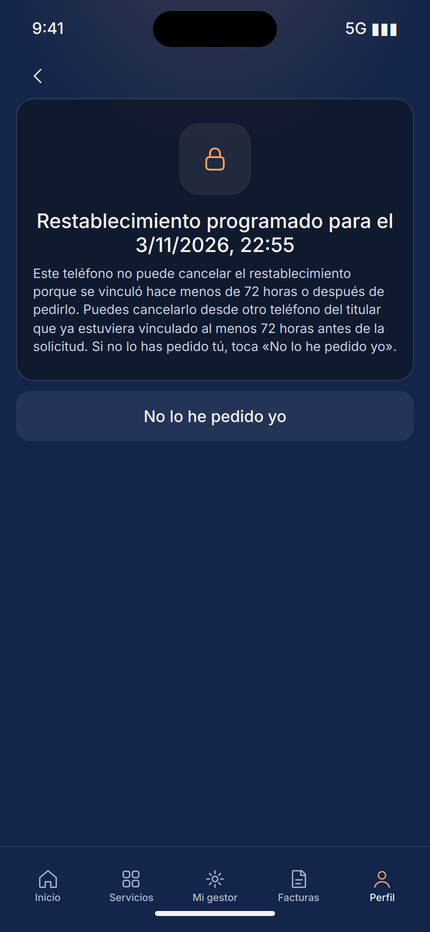 9:41
5G
Restablecimiento programado para el
3/11/2026, 22:55
Este teléfono no puede cancelar el restablecimiento
porque se vinculó hace menos de 72 horas o después de
pedirlo. Puedes cancelarlo desde otro teléfono del titular
que ya estuviera vinculado al menos 72 horas antes de la
solicitud. Si no lo has pedido tú, toca «No lo he pedido yo».
No lo he pedido yo
Inicio
Servicios
Mi gestor
Facturas
Perfil